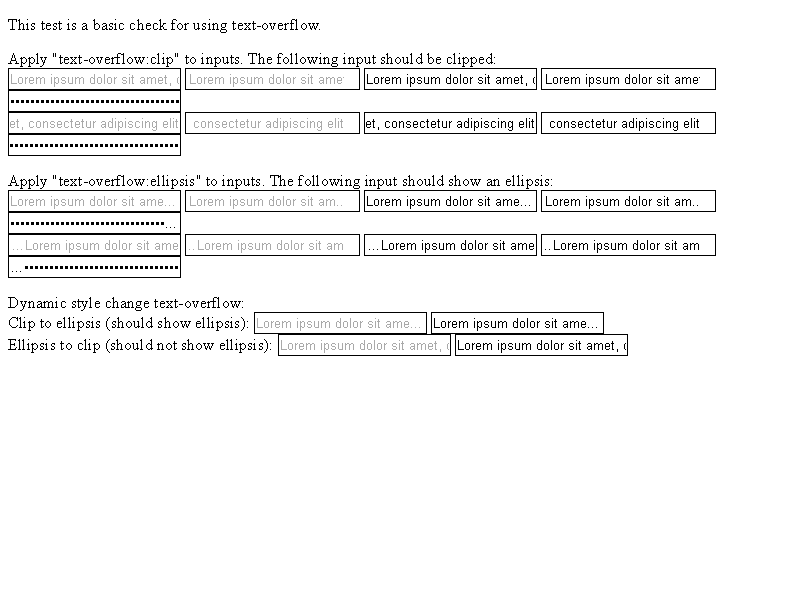 This test is a basic check for using text-overflow.
Apply "text-overflow:clip" to inputs. The following input should be clipped:
Lorem ipsum dolor sit amet, Lorem ipsum dolor sit ame Lorem ipsum dolor sit amet, Lorem ipsum dolor sit ame
et, consectetur adipiscing elit consectetur adipiscing elit et, consectetur adipiscing elit consectetur adipiscing elit
Apply "text-overflow:ellipsis" to inputs. The following input should show an ellipsis:
Lorem ipsum dolor sit ame... Lorem ipsum dolor sit am.. Lorem ipsum dolor sit ame... Lorem ipsum dolor sit am..
...
...Lorem ipsum dolor sit ame ..Lorem ipsum dolor sit am ...Lorem ipsum dolor sit ame ..Lorem ipsum dolor sit am
...
Dynamic style change text-overflow:
Clip to ellipsis (should show ellipsis): Lorem ipsum dolor sit ame... Lorem ipsum dolor sit ame...
Ellipsis to clip (should not show ellipsis): Lorem ipsum dolor sit amet, Lorem ipsum dolor sit amet,